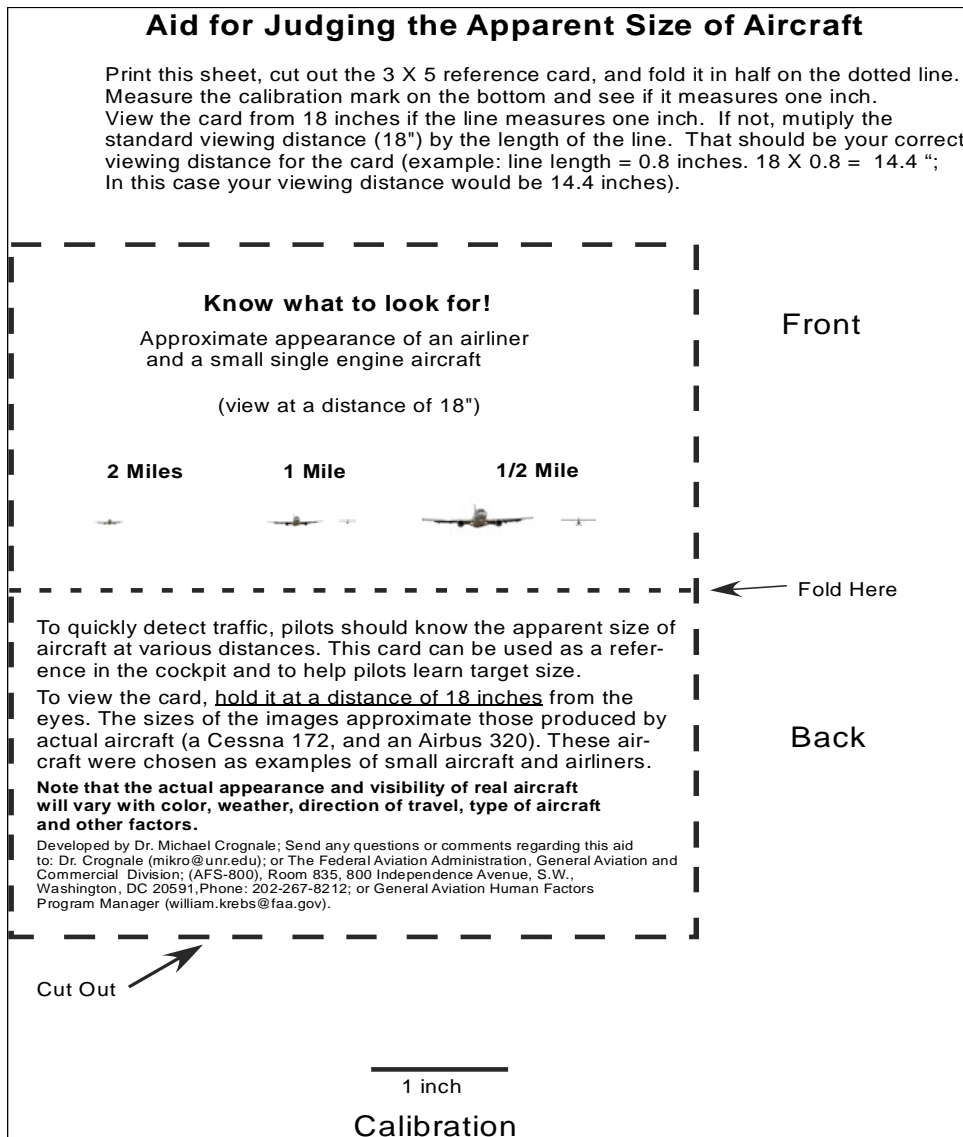 Aid for Judging the Apparent Size of Aircraft
Print this sheet, cut out the 3 X 5 reference card, and fold it in half on the dotted line.
Measure the calibration mark on the bottom and see if it measures one inch.
View the card from 18 inches if the line measures one inch.  If not, mutiply the
standard viewing distance (18") by the length of the line.  That should be your correct
viewing distance for the card (example: line length = 0.8 inches. 18 X 0.8 =  14.4 “;
In this case your viewing distance would be 14.4 inches).
Know what to look for!
Approximate appearance of an airliner
and a small single engine aircraft
(view at a distance of 18")
2 Miles 1 Mile 1/2 Mile
Front
Fold Here
To quickly detect traffic, pilots should know the apparent size of
aircraft at various distances. This card can be used as a refer-
ence in the cockpit and to help pilots learn target size.
To view the card, hold it at a distance of 18 inches from the
eyes. The sizes of the images approximate those produced by
actual aircraft (a Cessna 172, and an Airbus 320). These air-
craft were chosen as examples of small aircraft and airliners.
Note that the actual appearance and visibility of real aircraft
will vary with color, weather, direction of travel, type of aircraft
and other factors.
Developed by Dr. Michael Crognale; Send any questions or comments regarding this aid
to: Dr. Crognale (mikro@unr.edu); or The Federal Aviation Administration, General Aviation and
Commercial  Division; (AFS-800), Room 835, 800 Independence Avenue, S.W.,
Washington, DC 20591,Phone: 202-267-8212; or General Aviation Human Factors
Program Manager (william.krebs@faa.gov).
Back
Cut Out
1 inch
Calibration